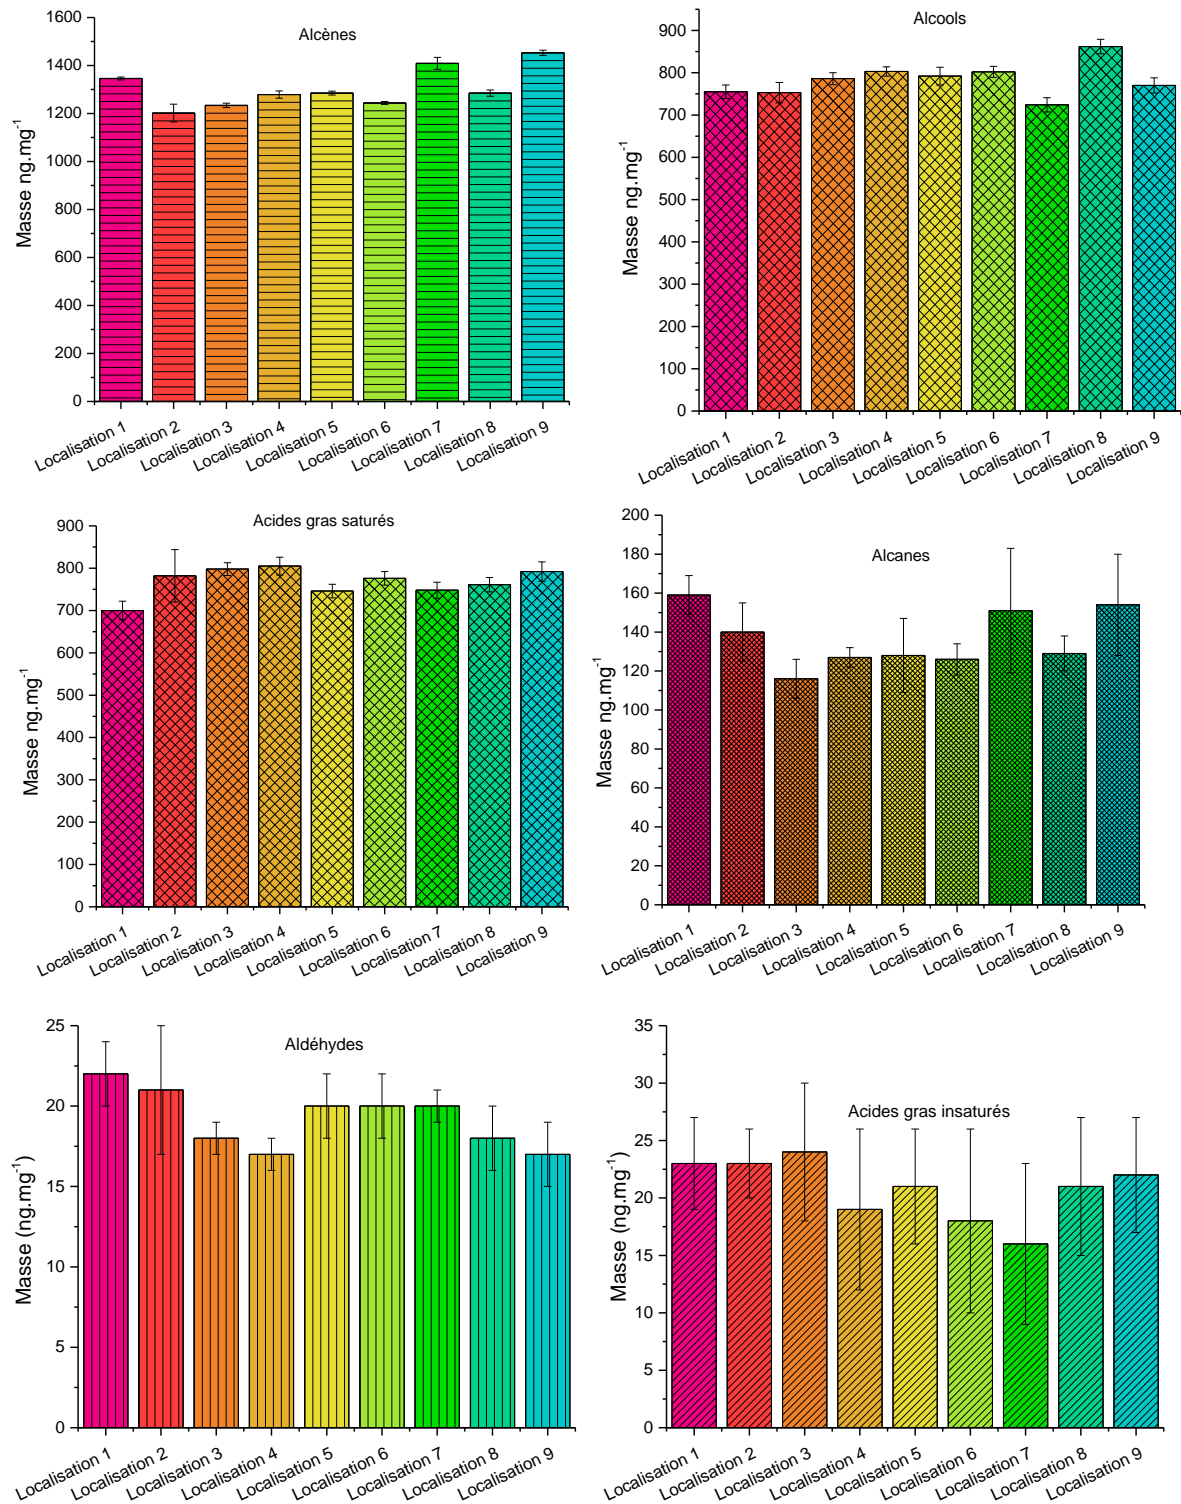 Alcènes
Masse ng.mg-1
1600
1400
1200
1000
800
600
400
200
0
Localisation 1
Localisation 2
Localisation 3
Localisation 4
Localisation 5
Localisation 6
Localisation 7
Localisation 8
Localisation 9
Alcools
Masse ng.mg-1
900
800
700
600
500
400
300
200
100
0
Localisation 1
Localisation 2
Localisation 3
Localisation 4
Localisation 5
Localisation 6
Localisation 7
Localisation 8
Localisation 9
Acides gras saturés
Masse ng.mg-1
900
800
700
600
500
400
300
200
100
0
Localisation 1
Localisation 2
Localisation 3
Localisation 4
Localisation 5
Localisation 6
Localisation 7
Localisation 8
Localisation 9
Alcanes
Masse ng.mg-1
200
180
160
140
120
100
80
60
40
20
0
Localisation 1
Localisation 2
Localisation 3
Localisation 4
Localisation 5
Localisation 6
Localisation 7
Localisation 8
Localisation 9
Aldéhydes
Masse (ng.mg-1)
25
20
15
10
5
0
Localisation 1
Localisation 2
Localisation 3
Localisation 4
Localisation 5
Localisation 6
Localisation 7
Localisation 8
Localisation 9
Acides gras insaturés
Masse (ng.mg-1)
35
30
25
20
15
10
5
0
Localisation 1
Localisation 2
Localisation 3
Localisation 4
Localisation 5
Localisation 6
Localisation 7
Localisation 8
Localisation 9